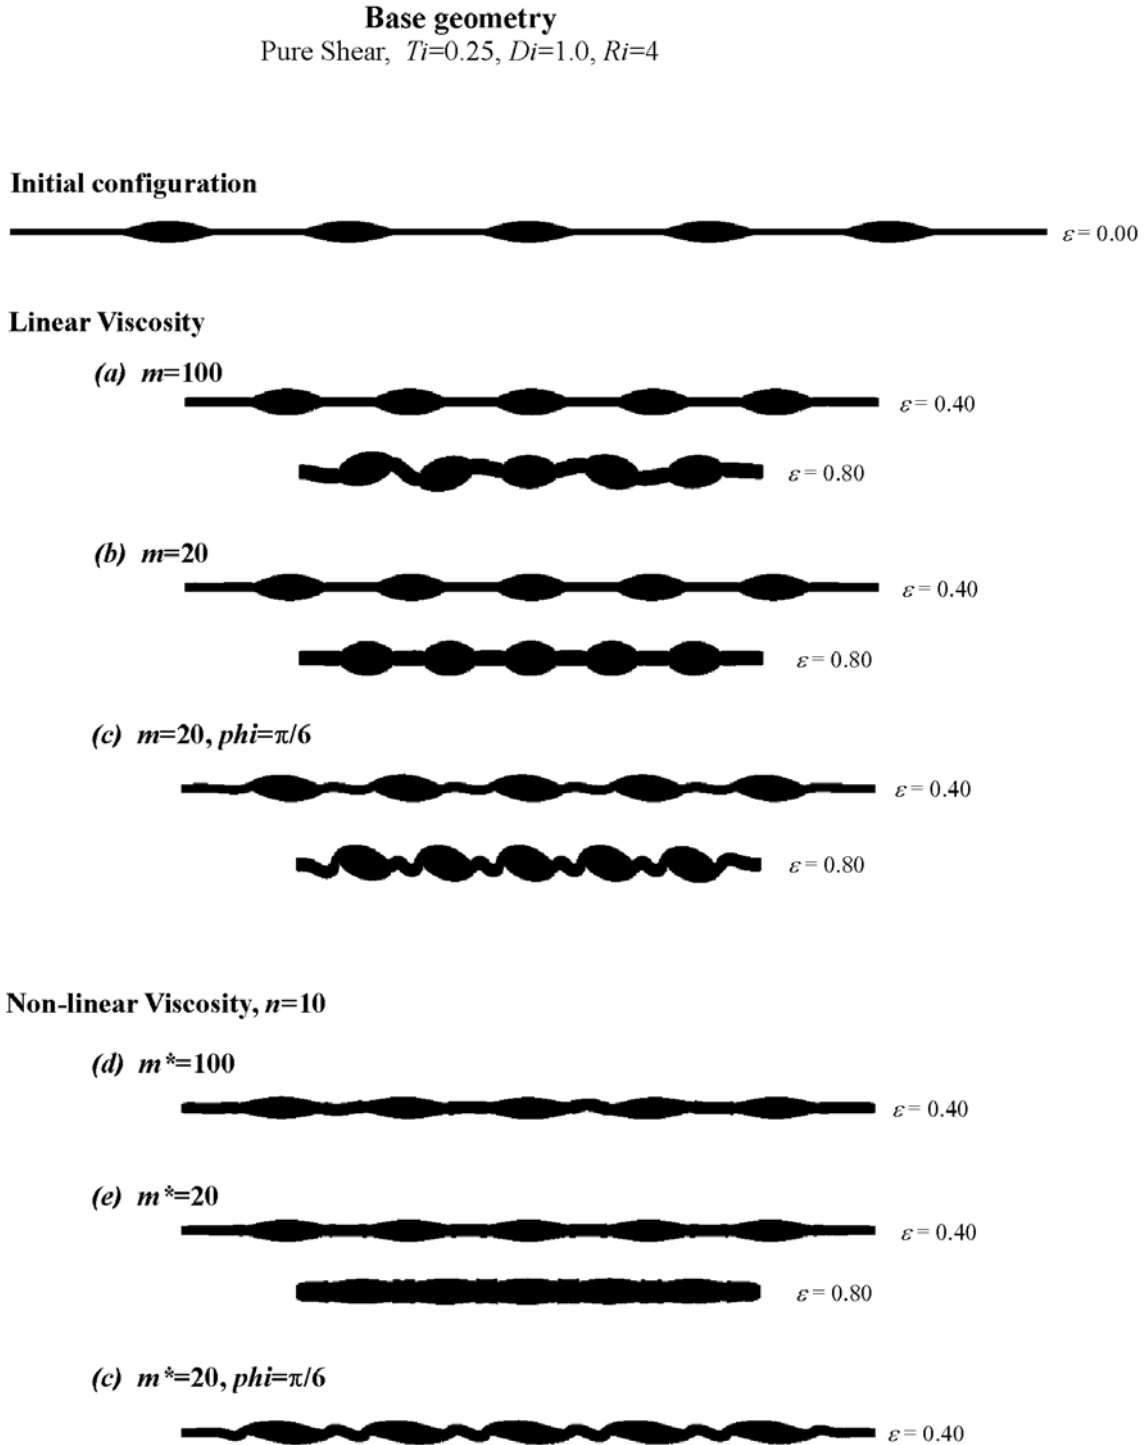 Base geometry
Pure Shear, Ti=0.25, Di=1.0, Ri=4
Initial configuration
ε= 0.00
Linear Viscosity
(a) m=100
ε= 0.40
ε= 0.80
(b) m=20
ε= 0.40
ε= 0.80
(c) m=20, phi=π/6
ε= 0.40
ε= 0.80
Non-linear Viscosity, n=10
(d) m*=100
ε= 0.40
(e) m*=20
ε= 0.40
ε= 0.80
(c) m*=20, phi=π/6
ε= 0.40